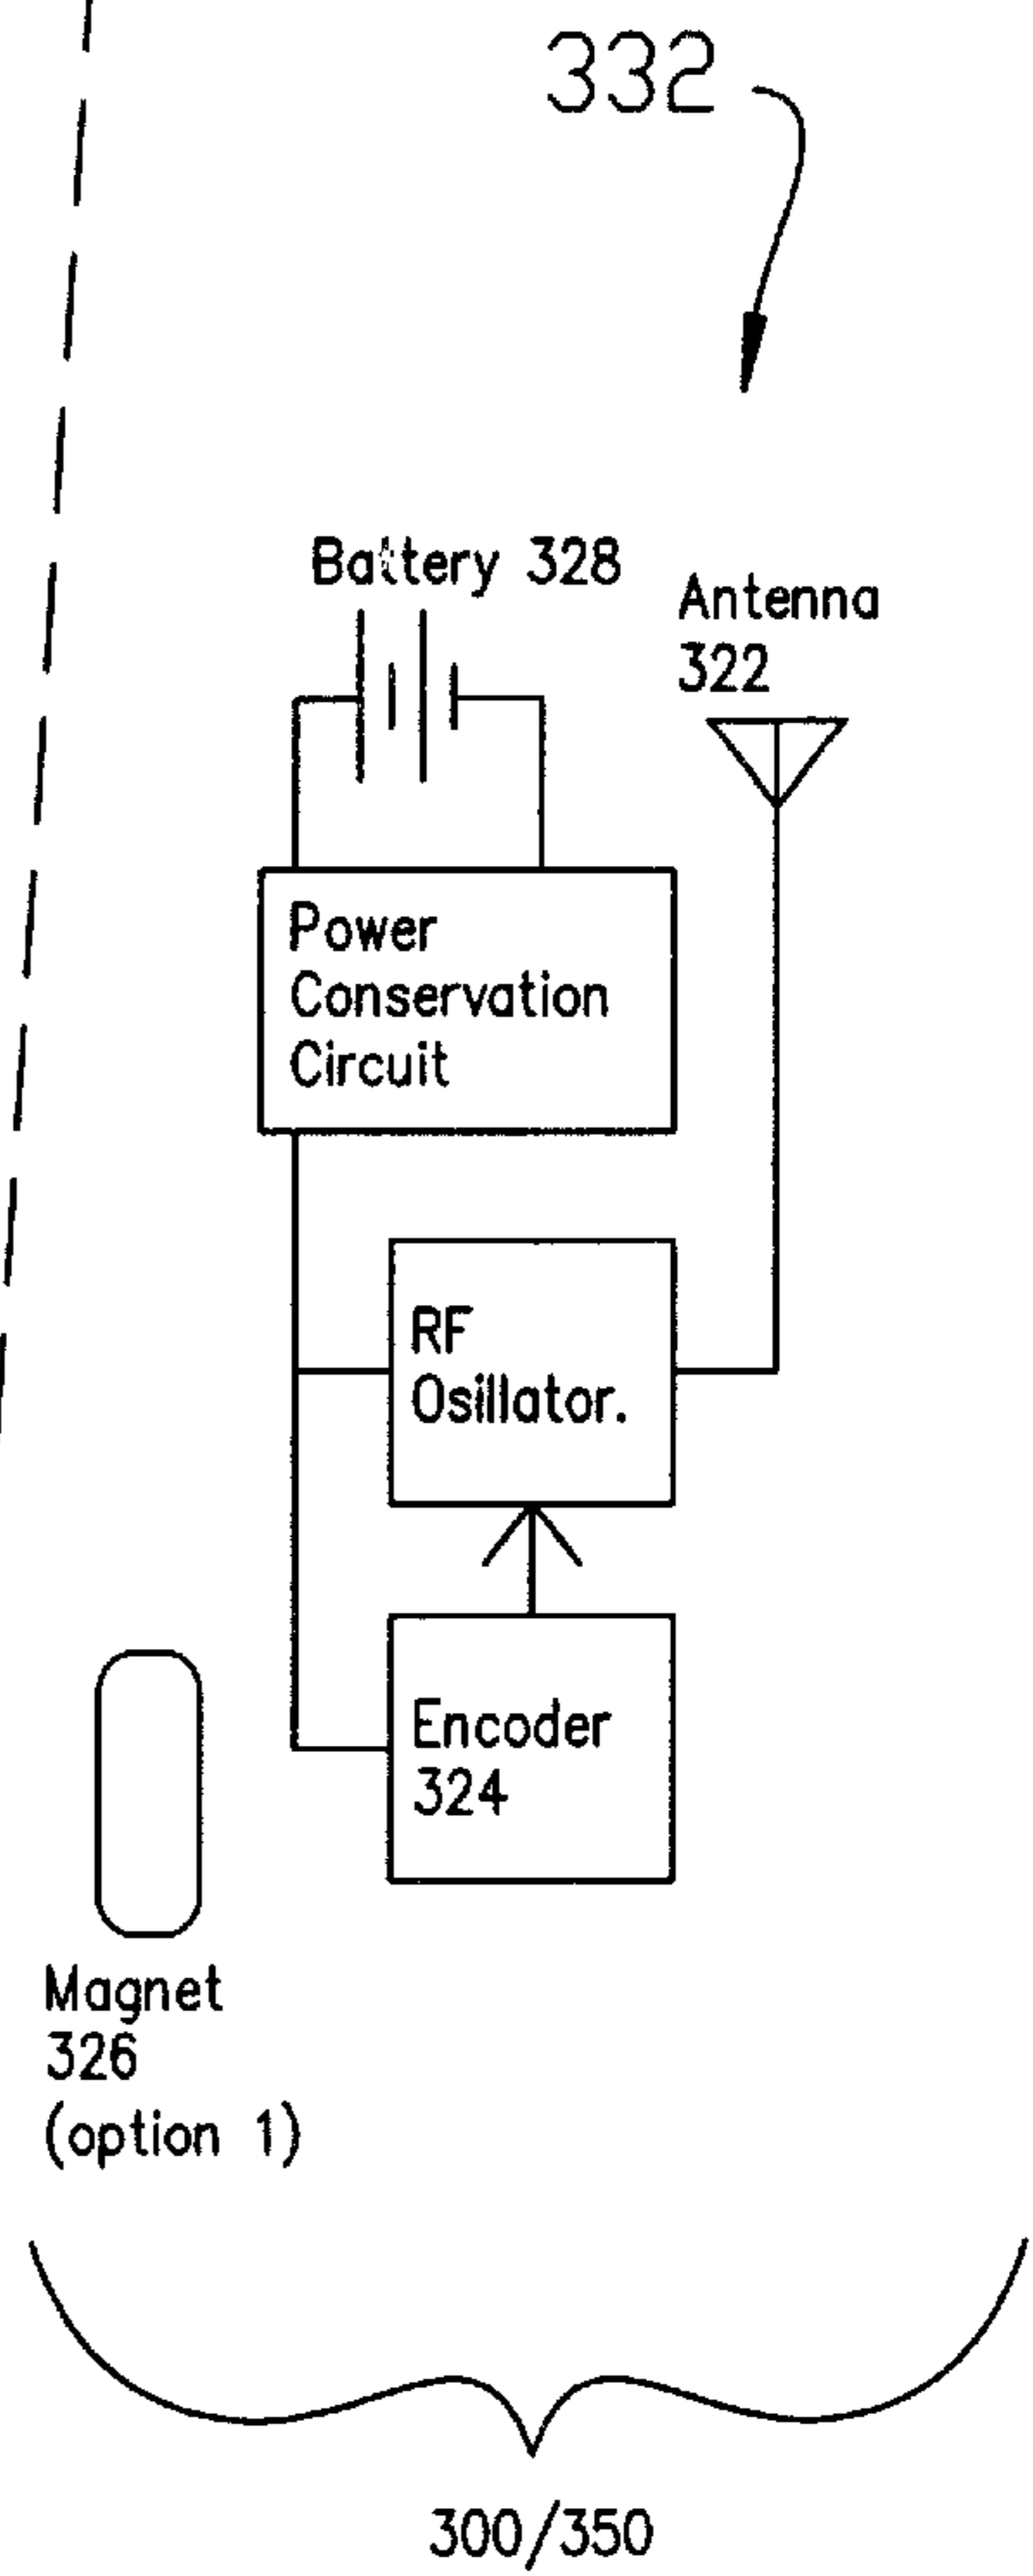 332
Battery 328
Antenna
322
Power
Conservation
Circuit
RF
Osillator.
Encoder
324
Magnet
326
(option 1)
300/350